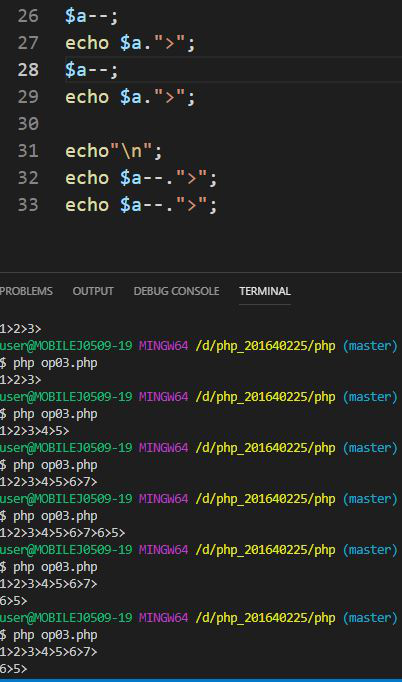 26 $a--;
27 echo $a.">";
28 $a--;
29 echo $a.">";
30
31 echo"\n";
32 echo $a--.">";
33 echo $a--.">";
PROBLEMS OUTPUT DEBUG CONSOLE TERMINAL
1>2>3>
user@MOBILEJ0509-19 MINGW64 /d/php_201640225/php (master)
$ php op03.php
1>2>3>
user@MOBILEJ0509-19 MINGW64 /d/php_201640225/php (master)
$ php op03.php
1>2>3>4>5>
user@MOBILEJ0509-19 MINGW64 /d/php_201640225/php (master)
$ php op03.php
1>2>3>4>5>6>7>
user@MOBILEJ0509-19 MINGW64 /d/php_201640225/php (master)
$ php op03.php
1>2>3>4>5>6>7>6>5>
user@MOBILEJ0509-19 MINGW64 /d/php_201640225/php (master)
$ php op03.php
1>2>3>4>5>6>7>
6>5>
user@MOBILEJ0509-19 MINGW64 /d/php_201640225/php (master)
$ php op03.php
1>2>3>4>5>6>7>
6>5>